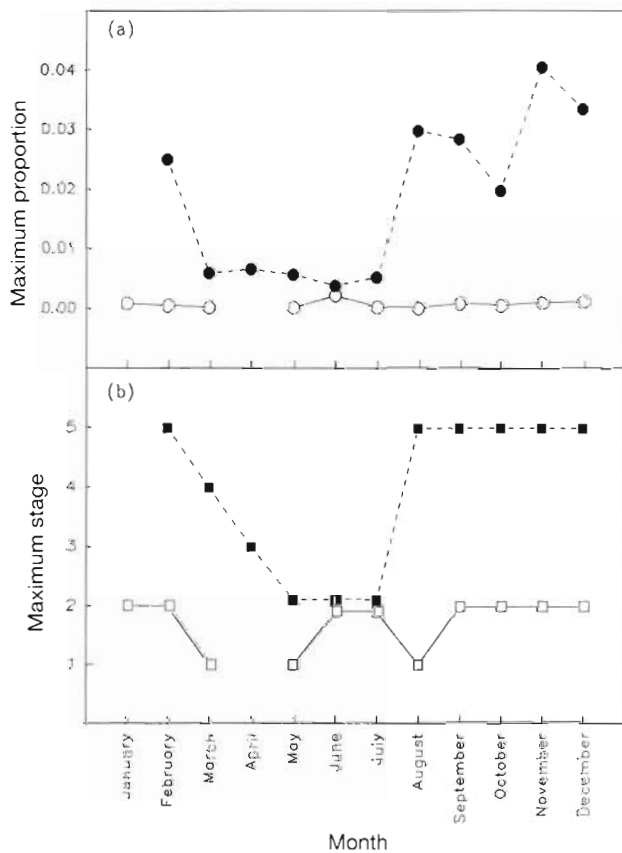 (a)
0.04
0.03
0.02
0.01
0.00
Maximum proportion
(b)
5
4
3
2
1
Maximum stage
January
February
March
April
May
June
July
August
September
October
November
December
Month